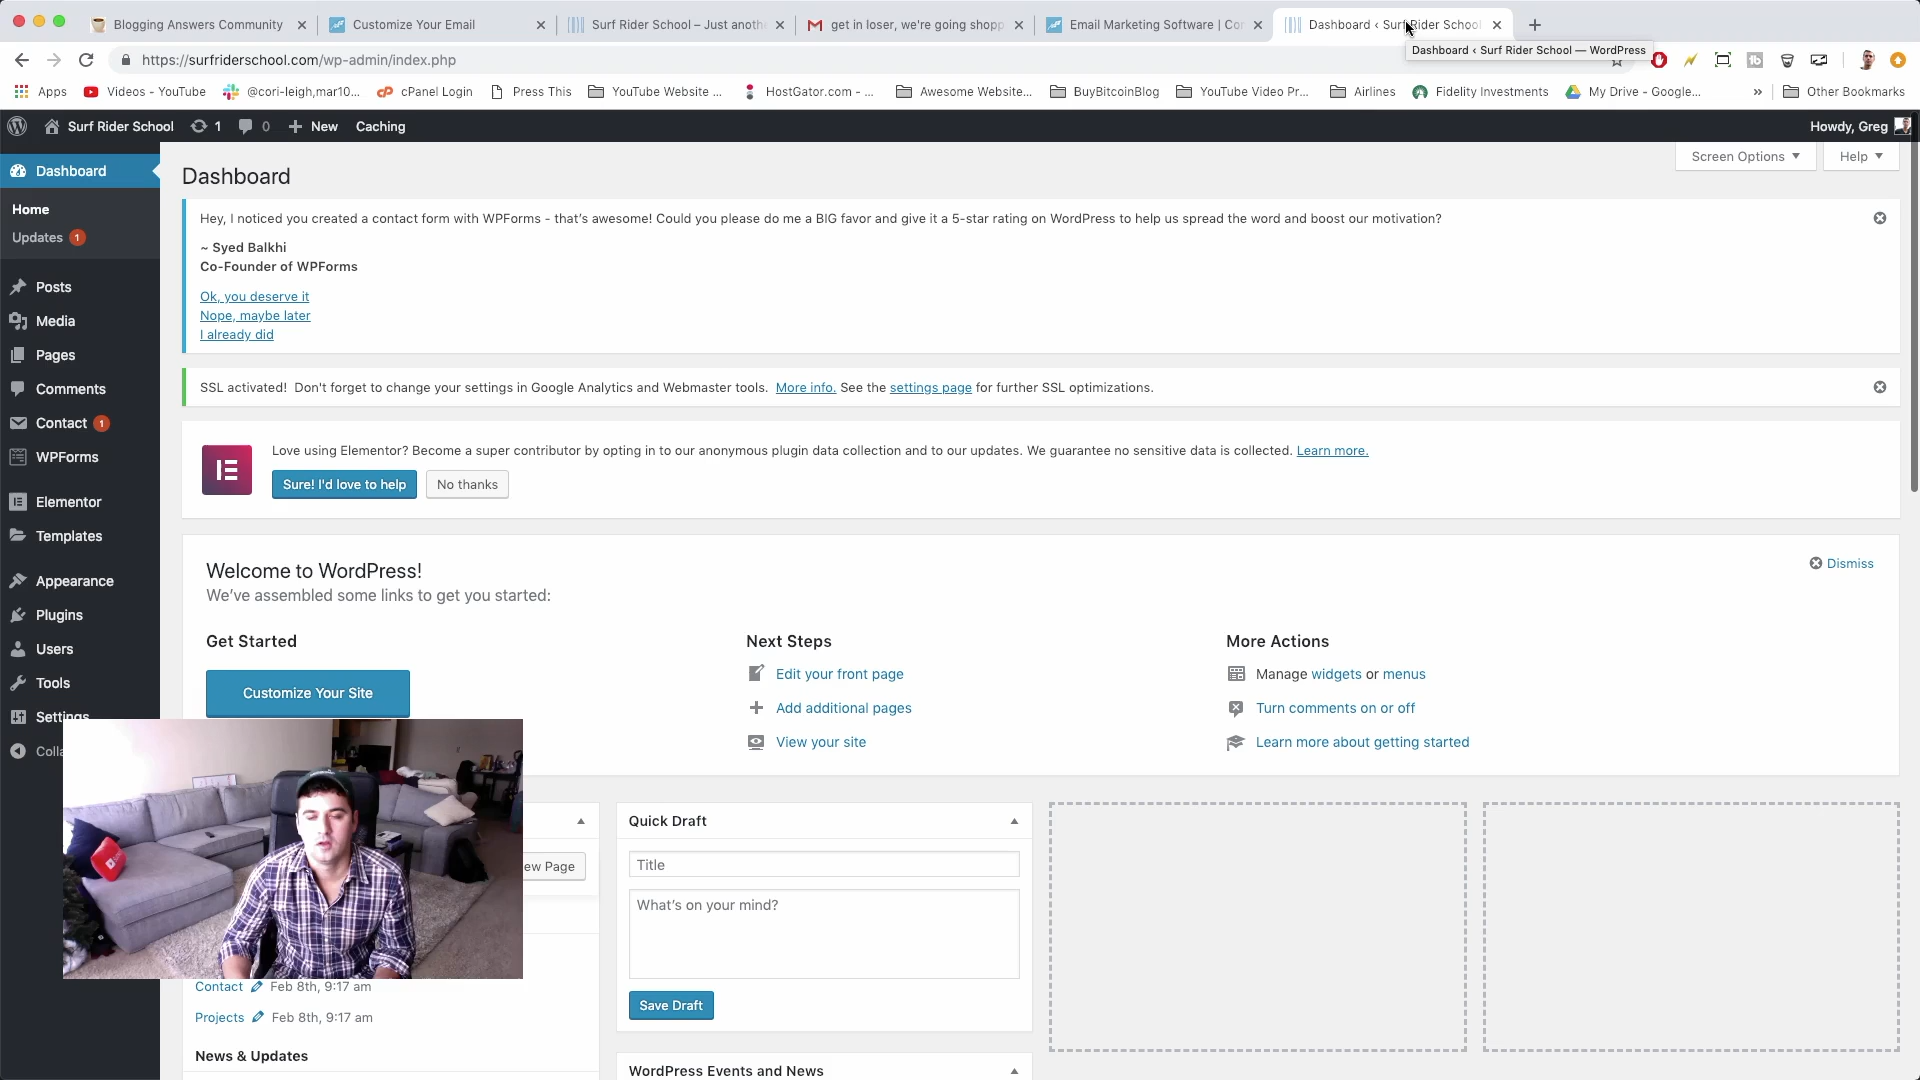 Blogging Answers Community
Customize Your Email
Surf Rider School – Just anoth
get in loser, we're going shopp
Email Marketing Software | Co
Dashboard ‹ Surf Rider School
https://surfriderschool.com/wp-admin/index.php
Dashboard ‹ Surf Rider School — WordPress
Apps
Videos - YouTube
@cori-leigh,mar10...
cPanel Login
Press This
YouTube Website ...
HostGator.com - ...
Awesome Website...
BuyBitcoinBlog
YouTube Video Pr...
Airlines
Fidelity Investments
My Drive - Google...
»
Other Bookmarks
Surf Rider School
1
0
New
Caching
Howdy, Greg
Dashboard
Screen Options
Help
Dashboard
Home
Updates 1
Posts
Media
Pages
Comments
Contact 1
WPForms
Elementor
Templates
Appearance
Plugins
Users
Tools
Settings
Colla
Hey, I noticed you created a contact form with WPForms - that's awesome! Could you please do me a BIG favor and give it a 5-star rating on WordPress to help us spread the word and boost our motivation?
~ Syed Balkhi
Co-Founder of WPForms
Ok, you deserve it
Nope, maybe later
I already did
SSL activated! Don't forget to change your settings in Google Analytics and Webmaster tools. More info. See the settings page for further SSL optimizations.
Love using Elementor? Become a super contributor by opting in to our anonymous plugin data collection and to our updates. We guarantee no sensitive data is collected. Learn more.
Sure! I'd love to help
No thanks
Welcome to WordPress!
Dismiss
We've assembled some links to get you started:
Get Started
Customize Your Site
Next Steps
Edit your front page
Add additional pages
View your site
More Actions
Manage widgets or menus
Turn comments on or off
Learn more about getting started
ew Page
Contact Feb 8th, 9:17 am
Projects Feb 8th, 9:17 am
News & Updates
Quick Draft
Title
What's on your mind?
Save Draft
WordPress Events and News